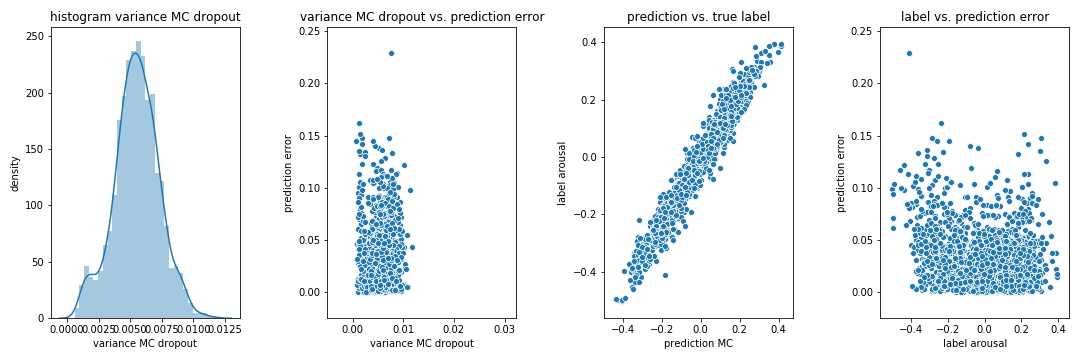 histogram variance MC dropout
250
200
150
100
50
0
density
0.0000 0.0025 0.0050 0.0075 0.0100 0.0125
variance MC dropout
variance MC dropout vs. prediction error
0.25
0.20
0.15
0.10
0.05
0.00
prediction error
0.00 0.01 0.02 0.03
variance MC dropout
prediction vs. true label
0.4
0.2
0.0
−0.2
−0.4
label arousal
−0.4 −0.2 0.0 0.2 0.4
prediction MC
label vs. prediction error
0.25
0.20
0.15
0.10
0.05
0.00
prediction error
−0.4 −0.2 0.0 0.2 0.4
label arousal